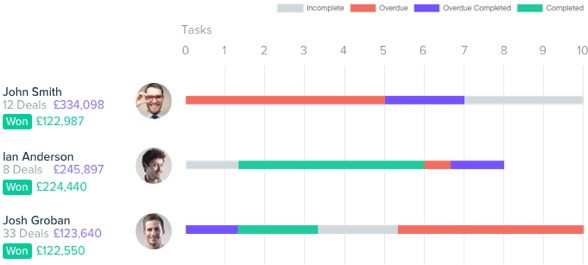 Incomplete Overdue Overdue Completed Completed
Tasks
0 1 2 3 4 5 6 7 8 9 10
John Smith
12 Deals £334,098
Won £122,987
Ian Anderson
8 Deals £245,897
Won £224,440
Josh Groban
33 Deals £123,640
Won £122,550